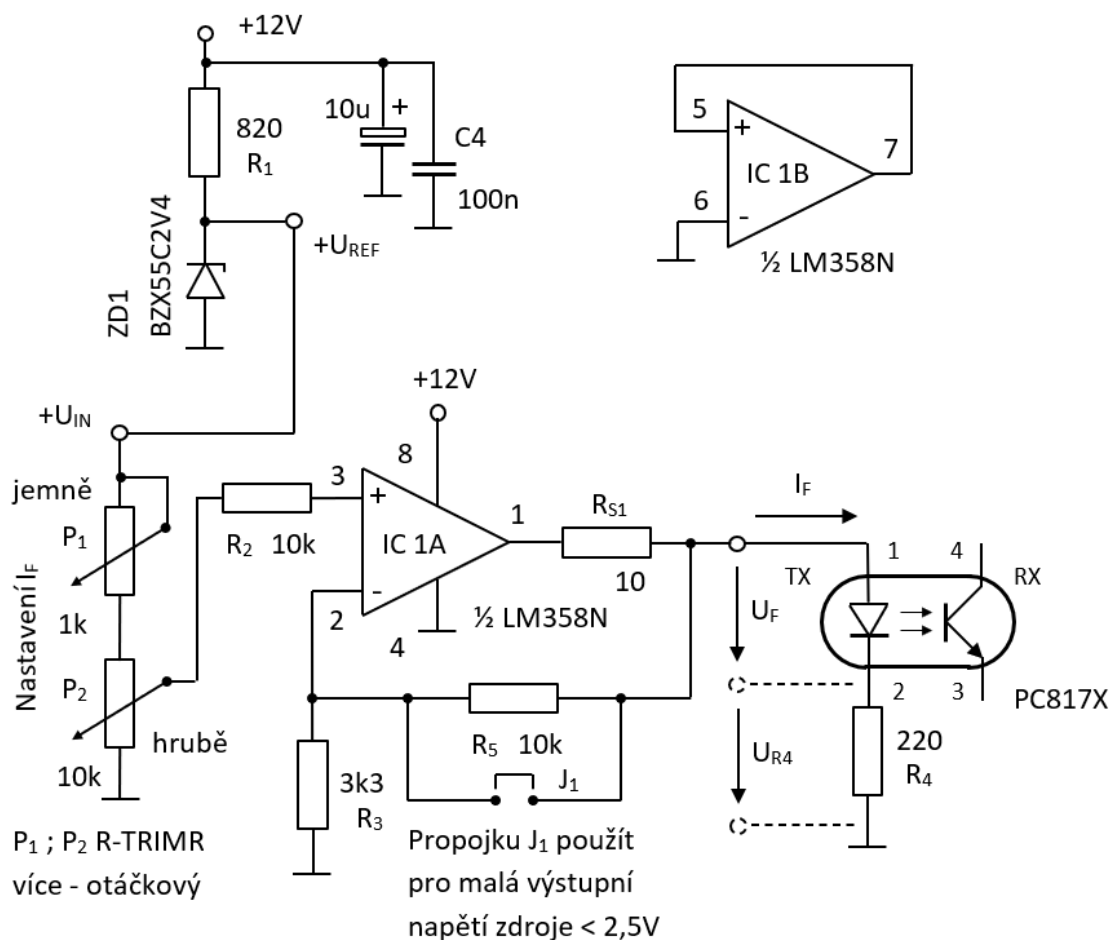 +12V
10u +
820
R1
C4
100n
+UREF
ZD1
BZX55C2V4
5
+
IC 1B
7
6
-
½ LM358N
+UIN
+12V
jemně
P1
1k
Nastavení IF
P2
10k
hrubě
R2 10k
3
+
8
IC 1A
1
-
2
4
½ LM358N
RS1
10
IF
UF
UR4
TX
1
4
RX
2
3
PC817X
220
R4
R5 10k
J1
3k3
R3
P1 ; P2 R-TRIMR
více - otáčkový
Propojku J1 použít
pro malá výstupní
napětí zdroje < 2,5V